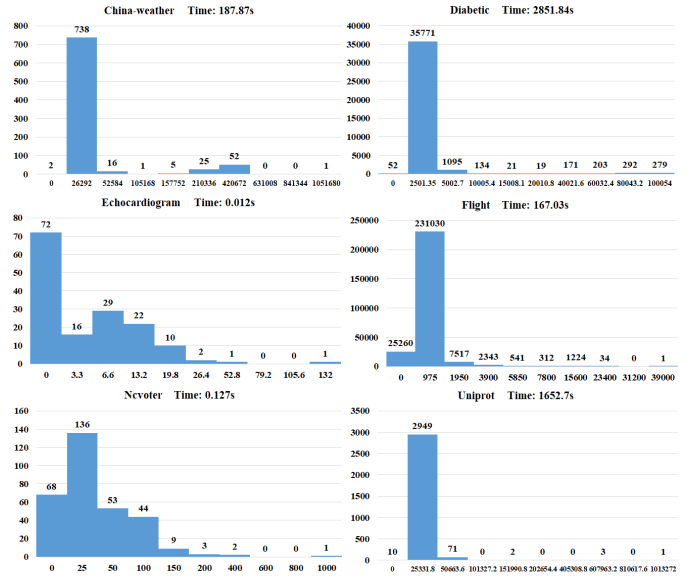 China-weather Time: 187.87s
800
700
600
500
400
300
200
100
0
2 738 16 1 5 25 52 0 0 1
0 26292 52584 105168 157752 210336 420672 631008 841344 1051680
Diabetic Time: 2851.84s
40000
35000
30000
25000
20000
15000
10000
5000
0
52 35771 1095 134 21 19 171 203 292 279
0 2501.35 5002.7 10005.4 15008.1 20010.8 40021.6 60032.4 80043.2 100054
Echocardiogram Time: 0.012s
80
70
60
50
40
30
20
10
0
72 16 29 22 10 2 1 0 0 1
0 3.3 6.6 13.2 19.8 26.4 52.8 79.2 105.6 132
Flight Time: 167.03s
250000
200000
150000
100000
50000
0
25260 231030 7517 2343 541 312 1224 34 0 1
0 975 1950 3900 5850 7800 15600 23400 31200 39000
Ncvoter Time: 0.127s
160
140
120
100
80
60
40
20
0
68 136 53 44 9 3 2 0 0 1
0 25 50 100 150 200 400 600 800 1000
Uniprot Time: 1652.7s
3500
3000
2500
2000
1500
1000
500
0
10 2949 71 0 2 0 0 3 0 1
0 25331.8 50663.6 101327.2 151990.8 202654.4 405308.8 607963.2 810617.6 1013272